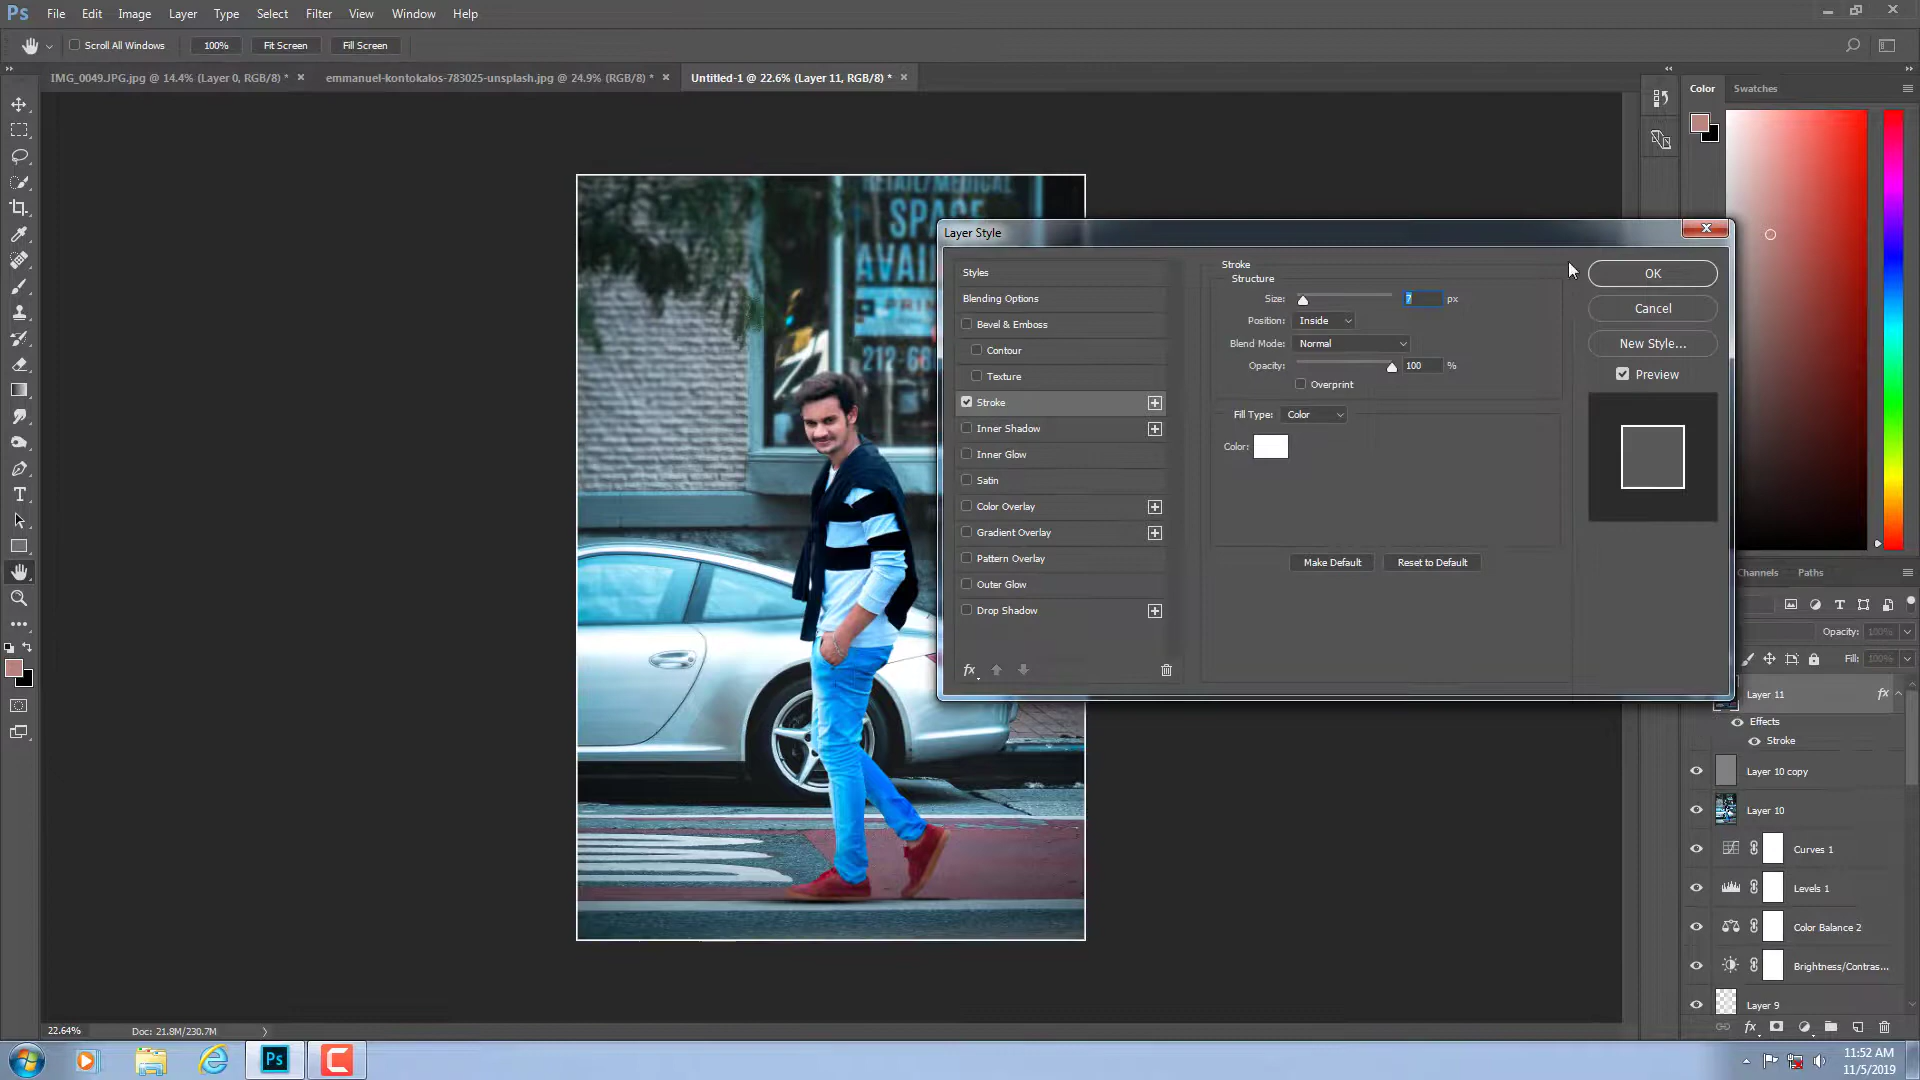 Ps File Edit Image Layer Type Select Filter View Window Help
Scroll All Windows 100% Fit Screen Fill Screen
IMG_0049.JPG.jpg @ 14.4% (Layer 0, RGB/8) * ×
emmanuel-kontokalos-783025-unsplash.jpg @ 24.9% (RGB/8) * ×
Untitled-1 @ 22.6% (Layer 11, RGB/8) * ×
Color Swatches
RETAIL/MEDICAL
SPACE
212-68
Layer Style
Styles
Blending Options
Bevel & Emboss
Contour
Texture
Stroke
Inner Shadow
Inner Glow
Satin
Color Overlay
Gradient Overlay
Pattern Overlay
Outer Glow
Drop Shadow
fx
Stroke
Structure
Size: 7 px
Position: Inside
Blend Mode: Normal
Opacity: 100 %
Overprint
Fill Type: Color
Color:
Make Default Reset to Default
OK
Cancel
New Style...
Preview
Channels Paths
Opacity: 100%
Fill: 100%
Layer 11 fx
Effects
Stroke
Layer 10 copy
Layer 10
Curves 1
Levels 1
Color Balance 2
Brightness/Contras...
Layer 9
fx
22.64% Doc: 21.8M/230.7M
Ps
11:52 AM
11/5/2019